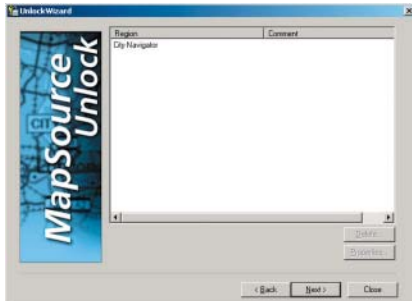 UnlockWizard
MapSource
Unlock
Region Comment
City Navigator
Delete...
Properties...
< Back Next > Close